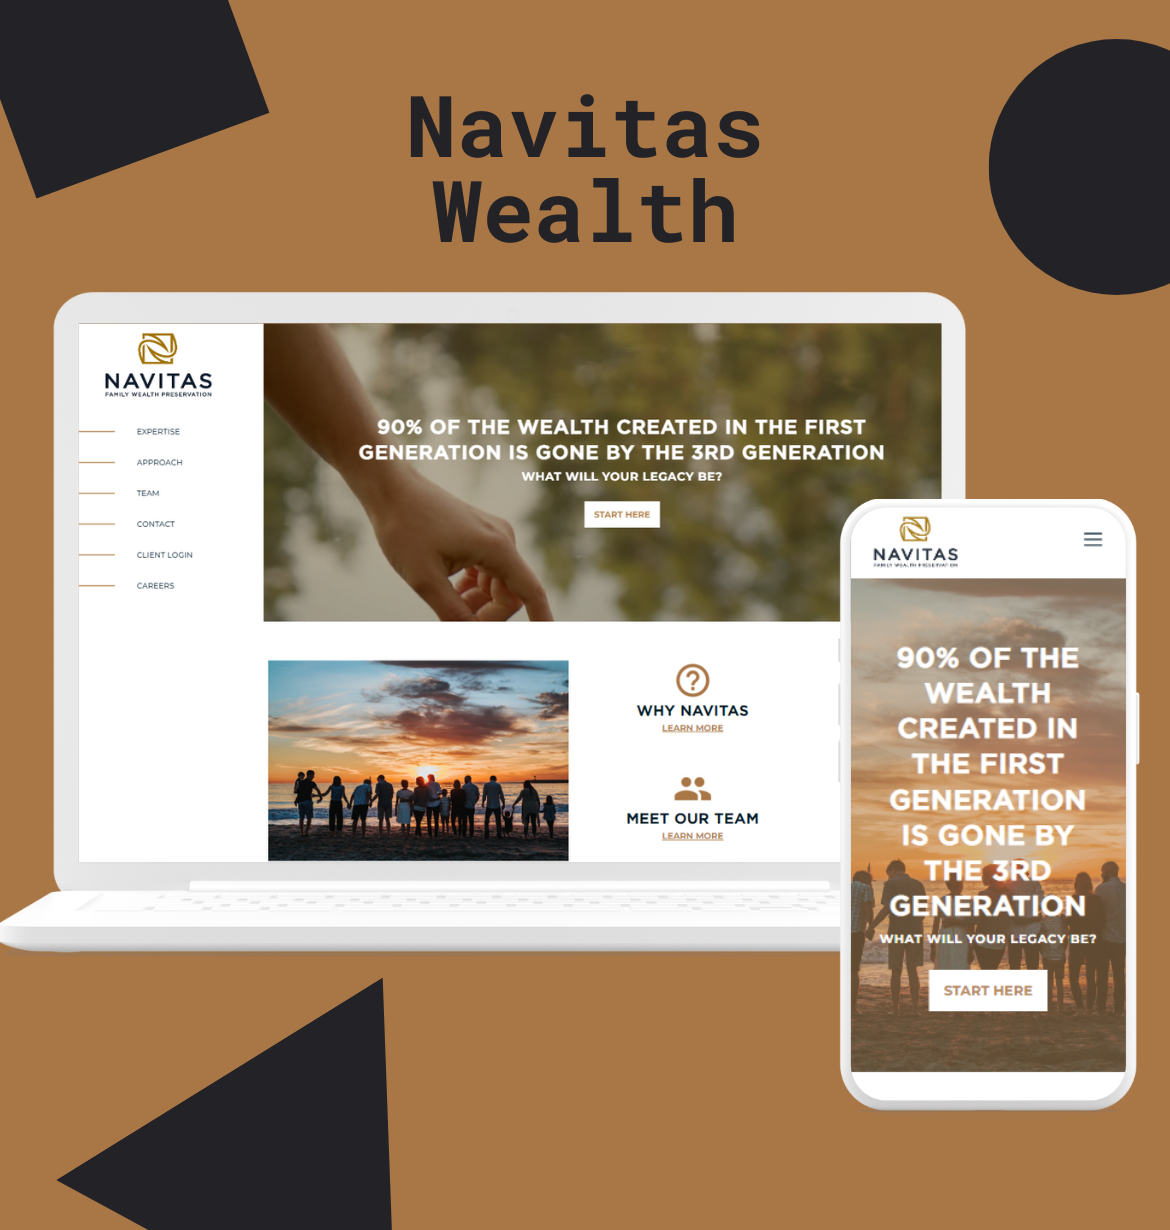 Navitas
Wealth
NAVITAS
FAMILY WEALTH PRESERVATION
EXPERTISE
APPROACH
TEAM
CONTACT
CLIENT LOGIN
CAREERS
90% OF THE WEALTH CREATED IN THE FIRST
GENERATION IS GONE BY THE 3RD GENERATION
WHAT WILL YOUR LEGACY BE?
START HERE
WHY NAVITAS
LEARN MORE
MEET OUR TEAM
LEARN MORE
NAVITAS
FAMILY WEALTH PRESERVATION
90% OF THE
WEALTH
CREATED IN
THE FIRST
GENERATION
IS GONE BY
THE 3RD
GENERATION
WHAT WILL YOUR LEGACY BE?
START HERE